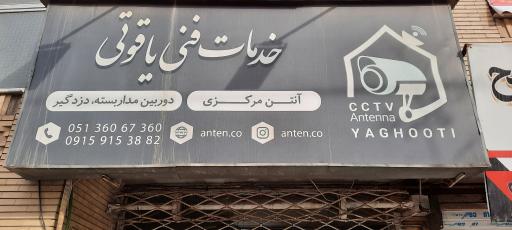 خدمات فنی یاقوتی
آنتن مرکزی
دوربین مداربسته، دزدگیر
051 360 67 360
0915 915 38 82
anten.co
anten.co
CCTV
Antenna
YAGHOOTI